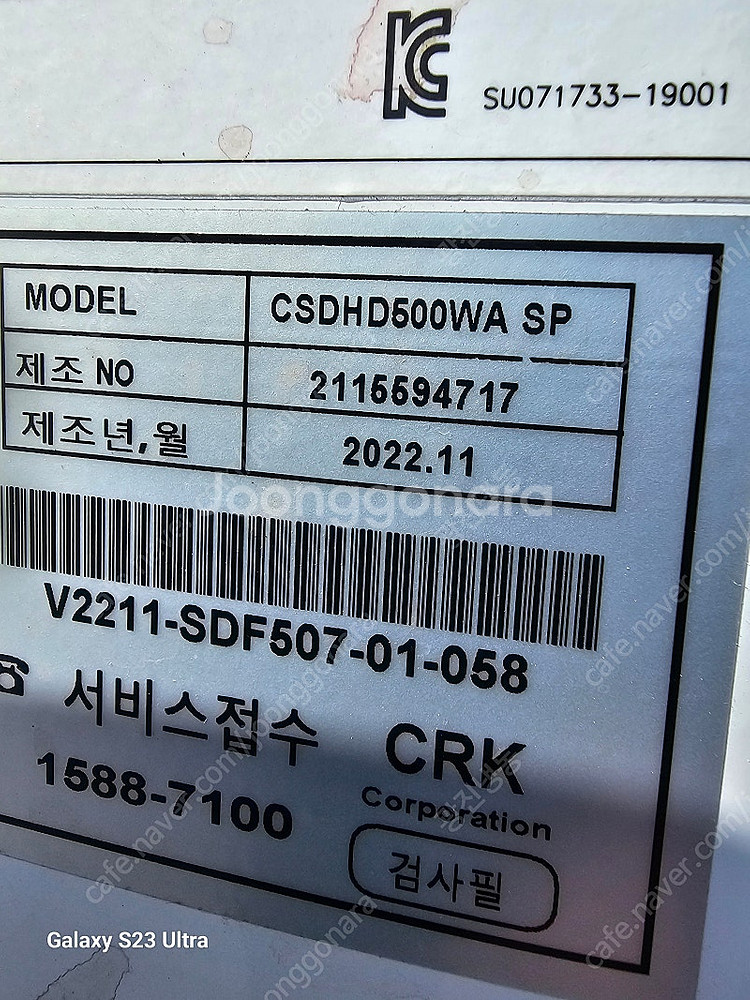 SU071733-19001
MODEL CSDHD500WA SP
제조 NO 2115594717
제조년,월 2022.11
joonggonara
V2211-SDF507-01-058
서비스접수 CRK
1588-7100 Corporation
검사필
Galaxy S23 Ultra